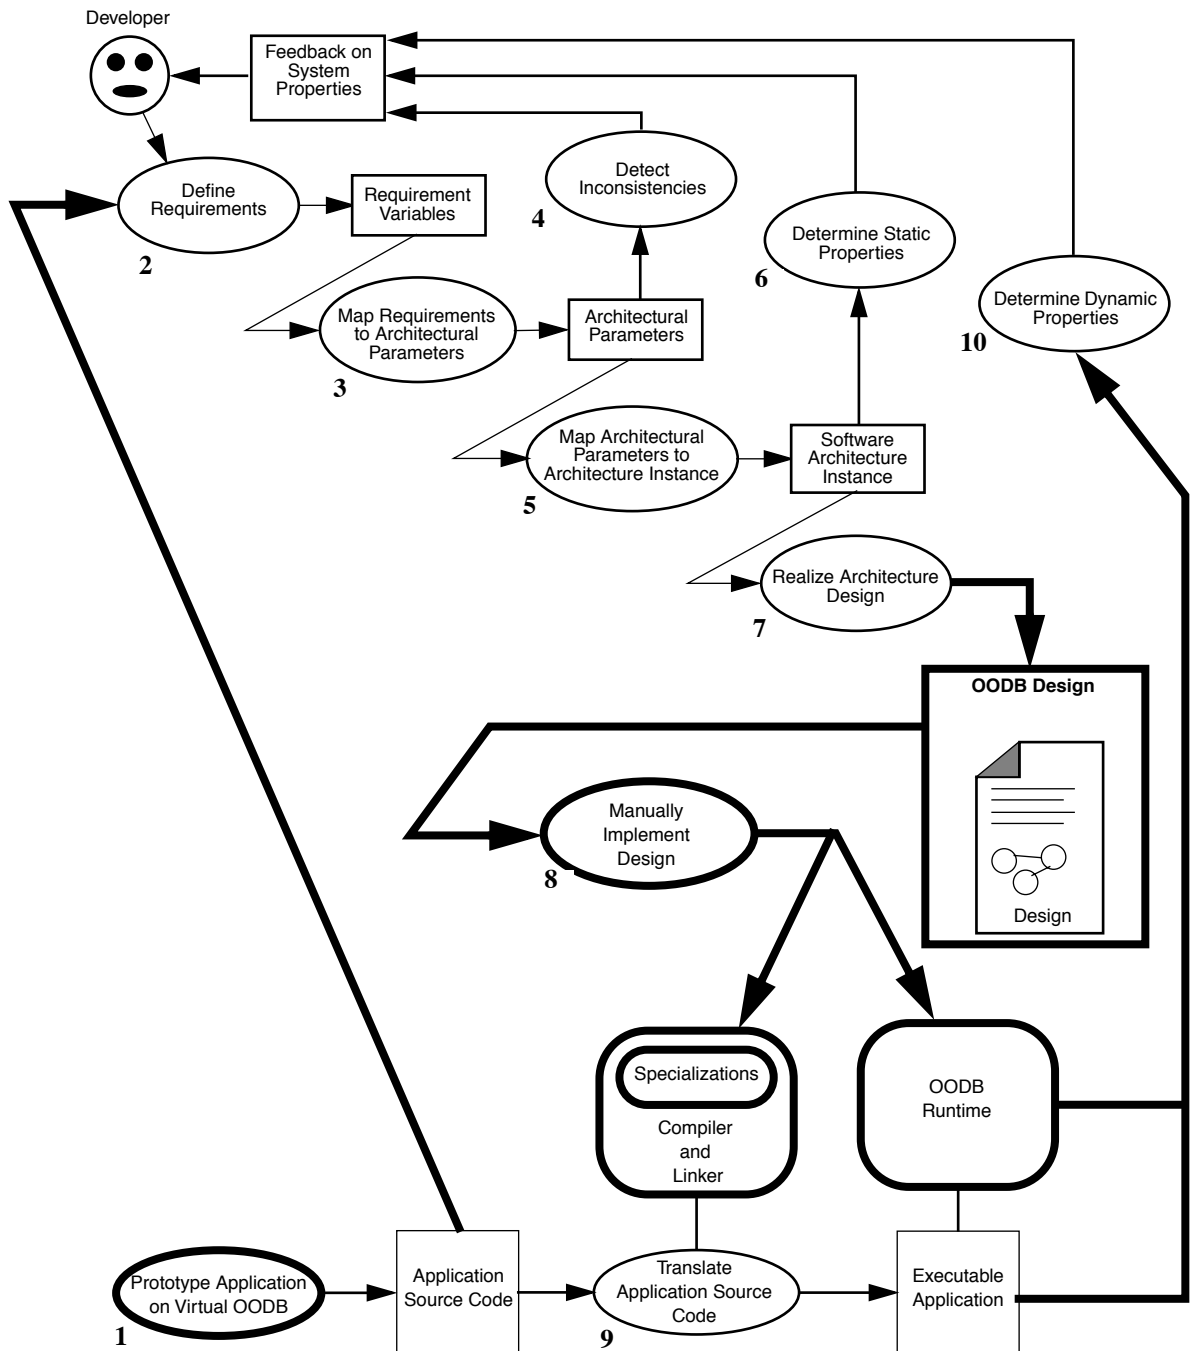 Developer
Feedback on
System
Properties
Define
Requirements
2
Requirement
Variables
Detect
Inconsistencies
4
Determine Static
Properties
6
Determine Dynamic
Properties
10
Map Requirements
to Architectural
Parameters
3
Architectural
Parameters
Map Architectural
Parameters to
Architecture Instance
5
Software
Architecture
Instance
Realize Architecture
Design
7
OODB Design
Design
Manually
Implement
Design
8
Specializations
Compiler
and
Linker
OODB
Runtime
Prototype Application
on Virtual OODB
1
Application
Source Code
Translate
Application Source
Code
9
Executable
Application